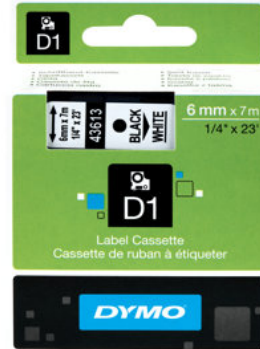 D1
6mm x 7m
1/4" x 23'
43613
BLACK
WHITE
6 mm x 7m
1/4" x 23'
D1
Label Cassette
Cassette de ruban à étiqueter
DYMO